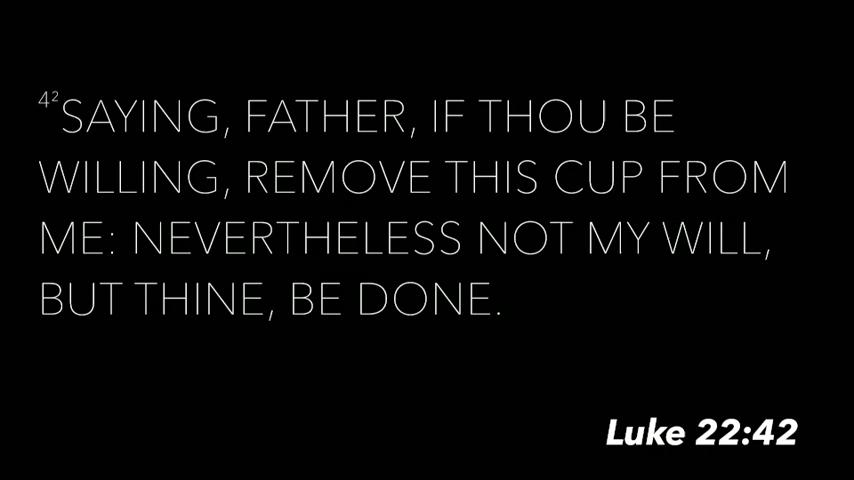 42SAYING, FATHER, IF THOU BE
WILLING, REMOVE THIS CUP FROM
ME: NEVERTHELESS NOT MY WILL,
BUT THINE, BE DONE.
Luke 22:42